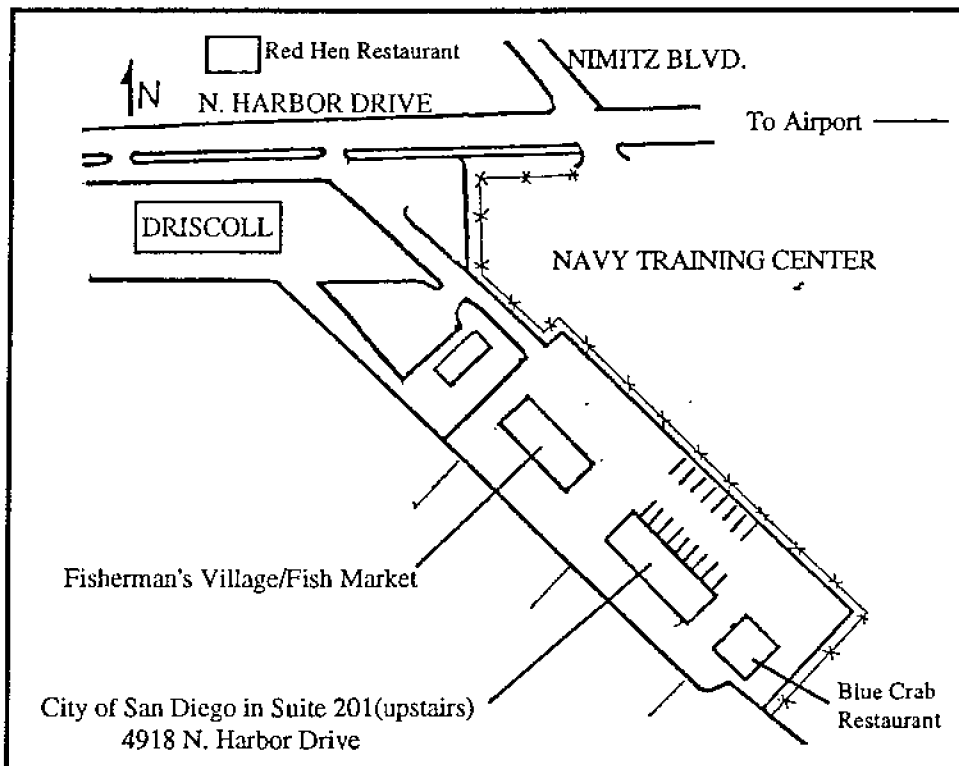 Red Hen Restaurant
NIMITZ BLVD.
N
N. HARBOR DRIVE
To Airport
DRISCOLL
NAVY TRAINING CENTER
Fisherman's Village/Fish Market
City of San Diego in Suite 201(upstairs)
4918 N. Harbor Drive
Blue Crab
Restaurant